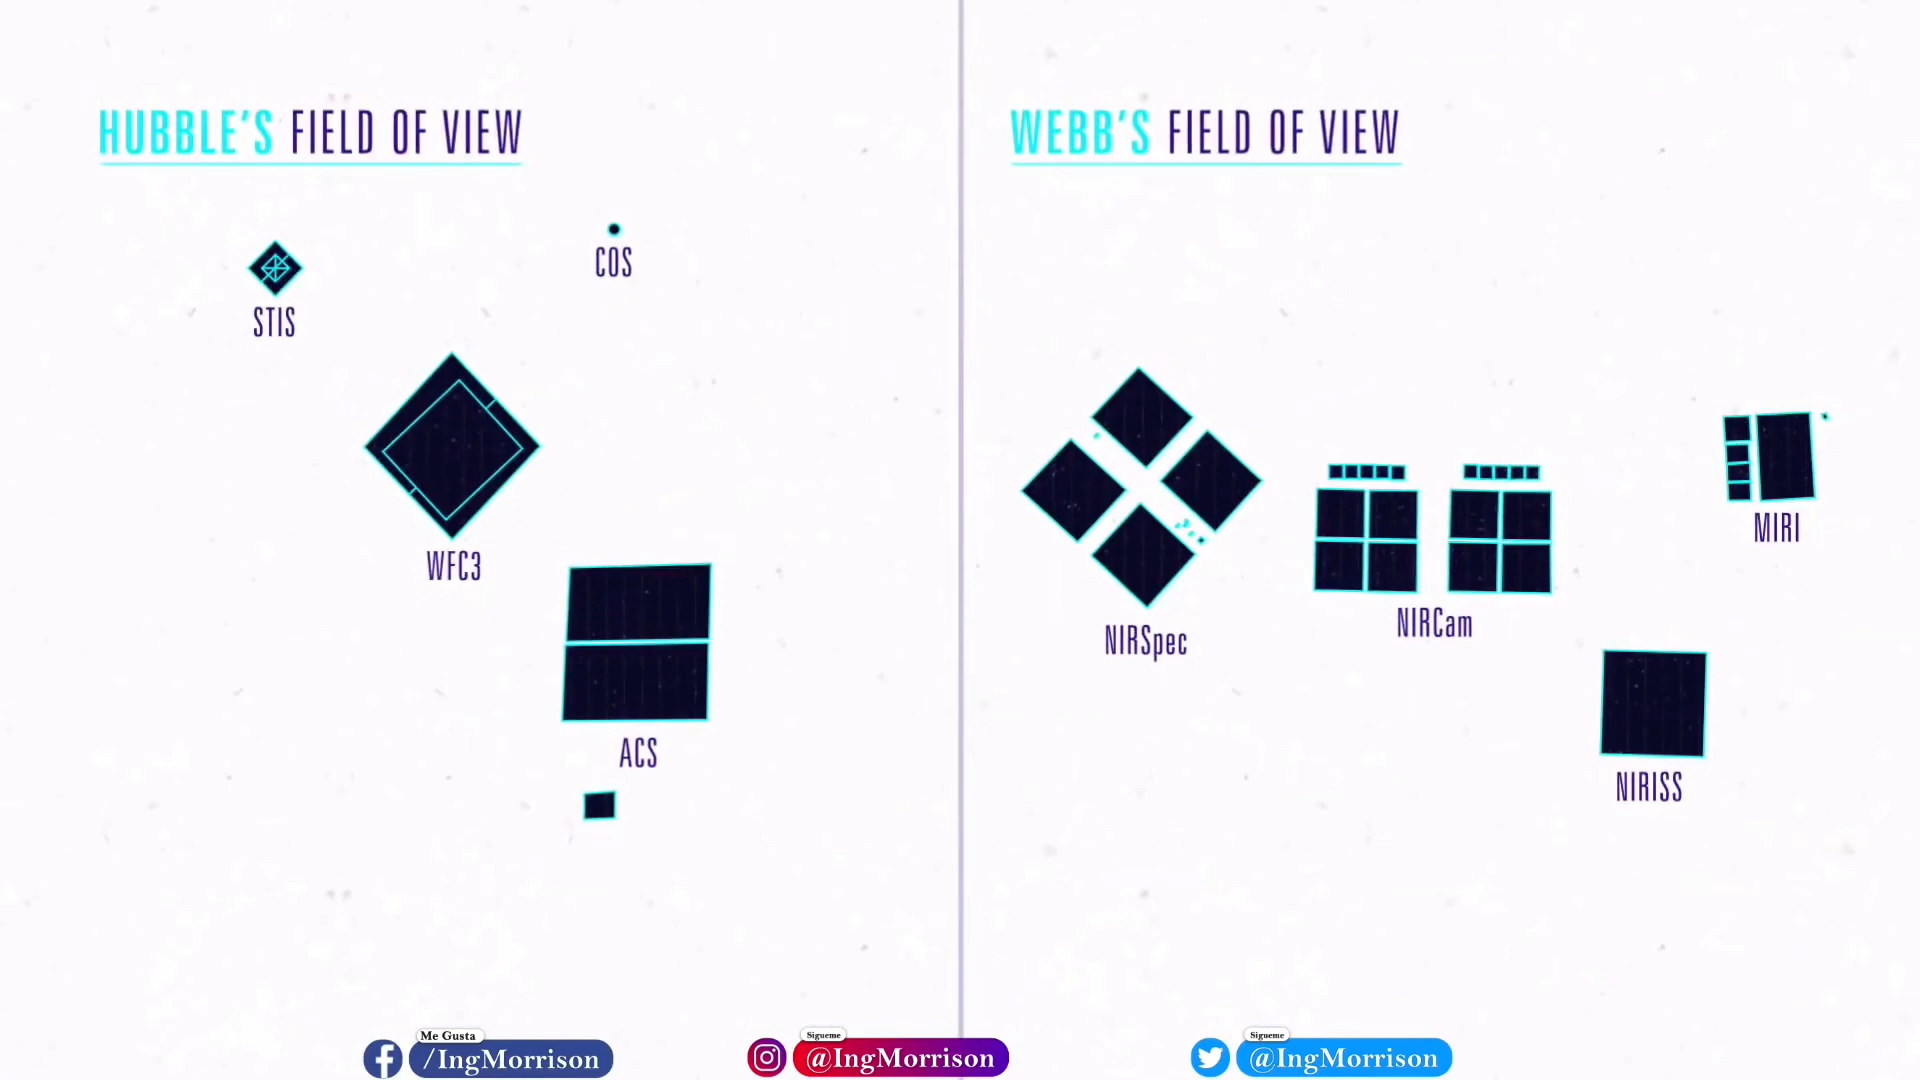 HUBBLE'S FIELD OF VIEW
STIS
COS
WFC3
ACS
WEBB'S FIELD OF VIEW
NIRSpec
NIRCam
MIRI
NIRISS
Me Gusta
/IngMorrison
Sigueme
@IngMorrison
Sigueme
@IngMorrison